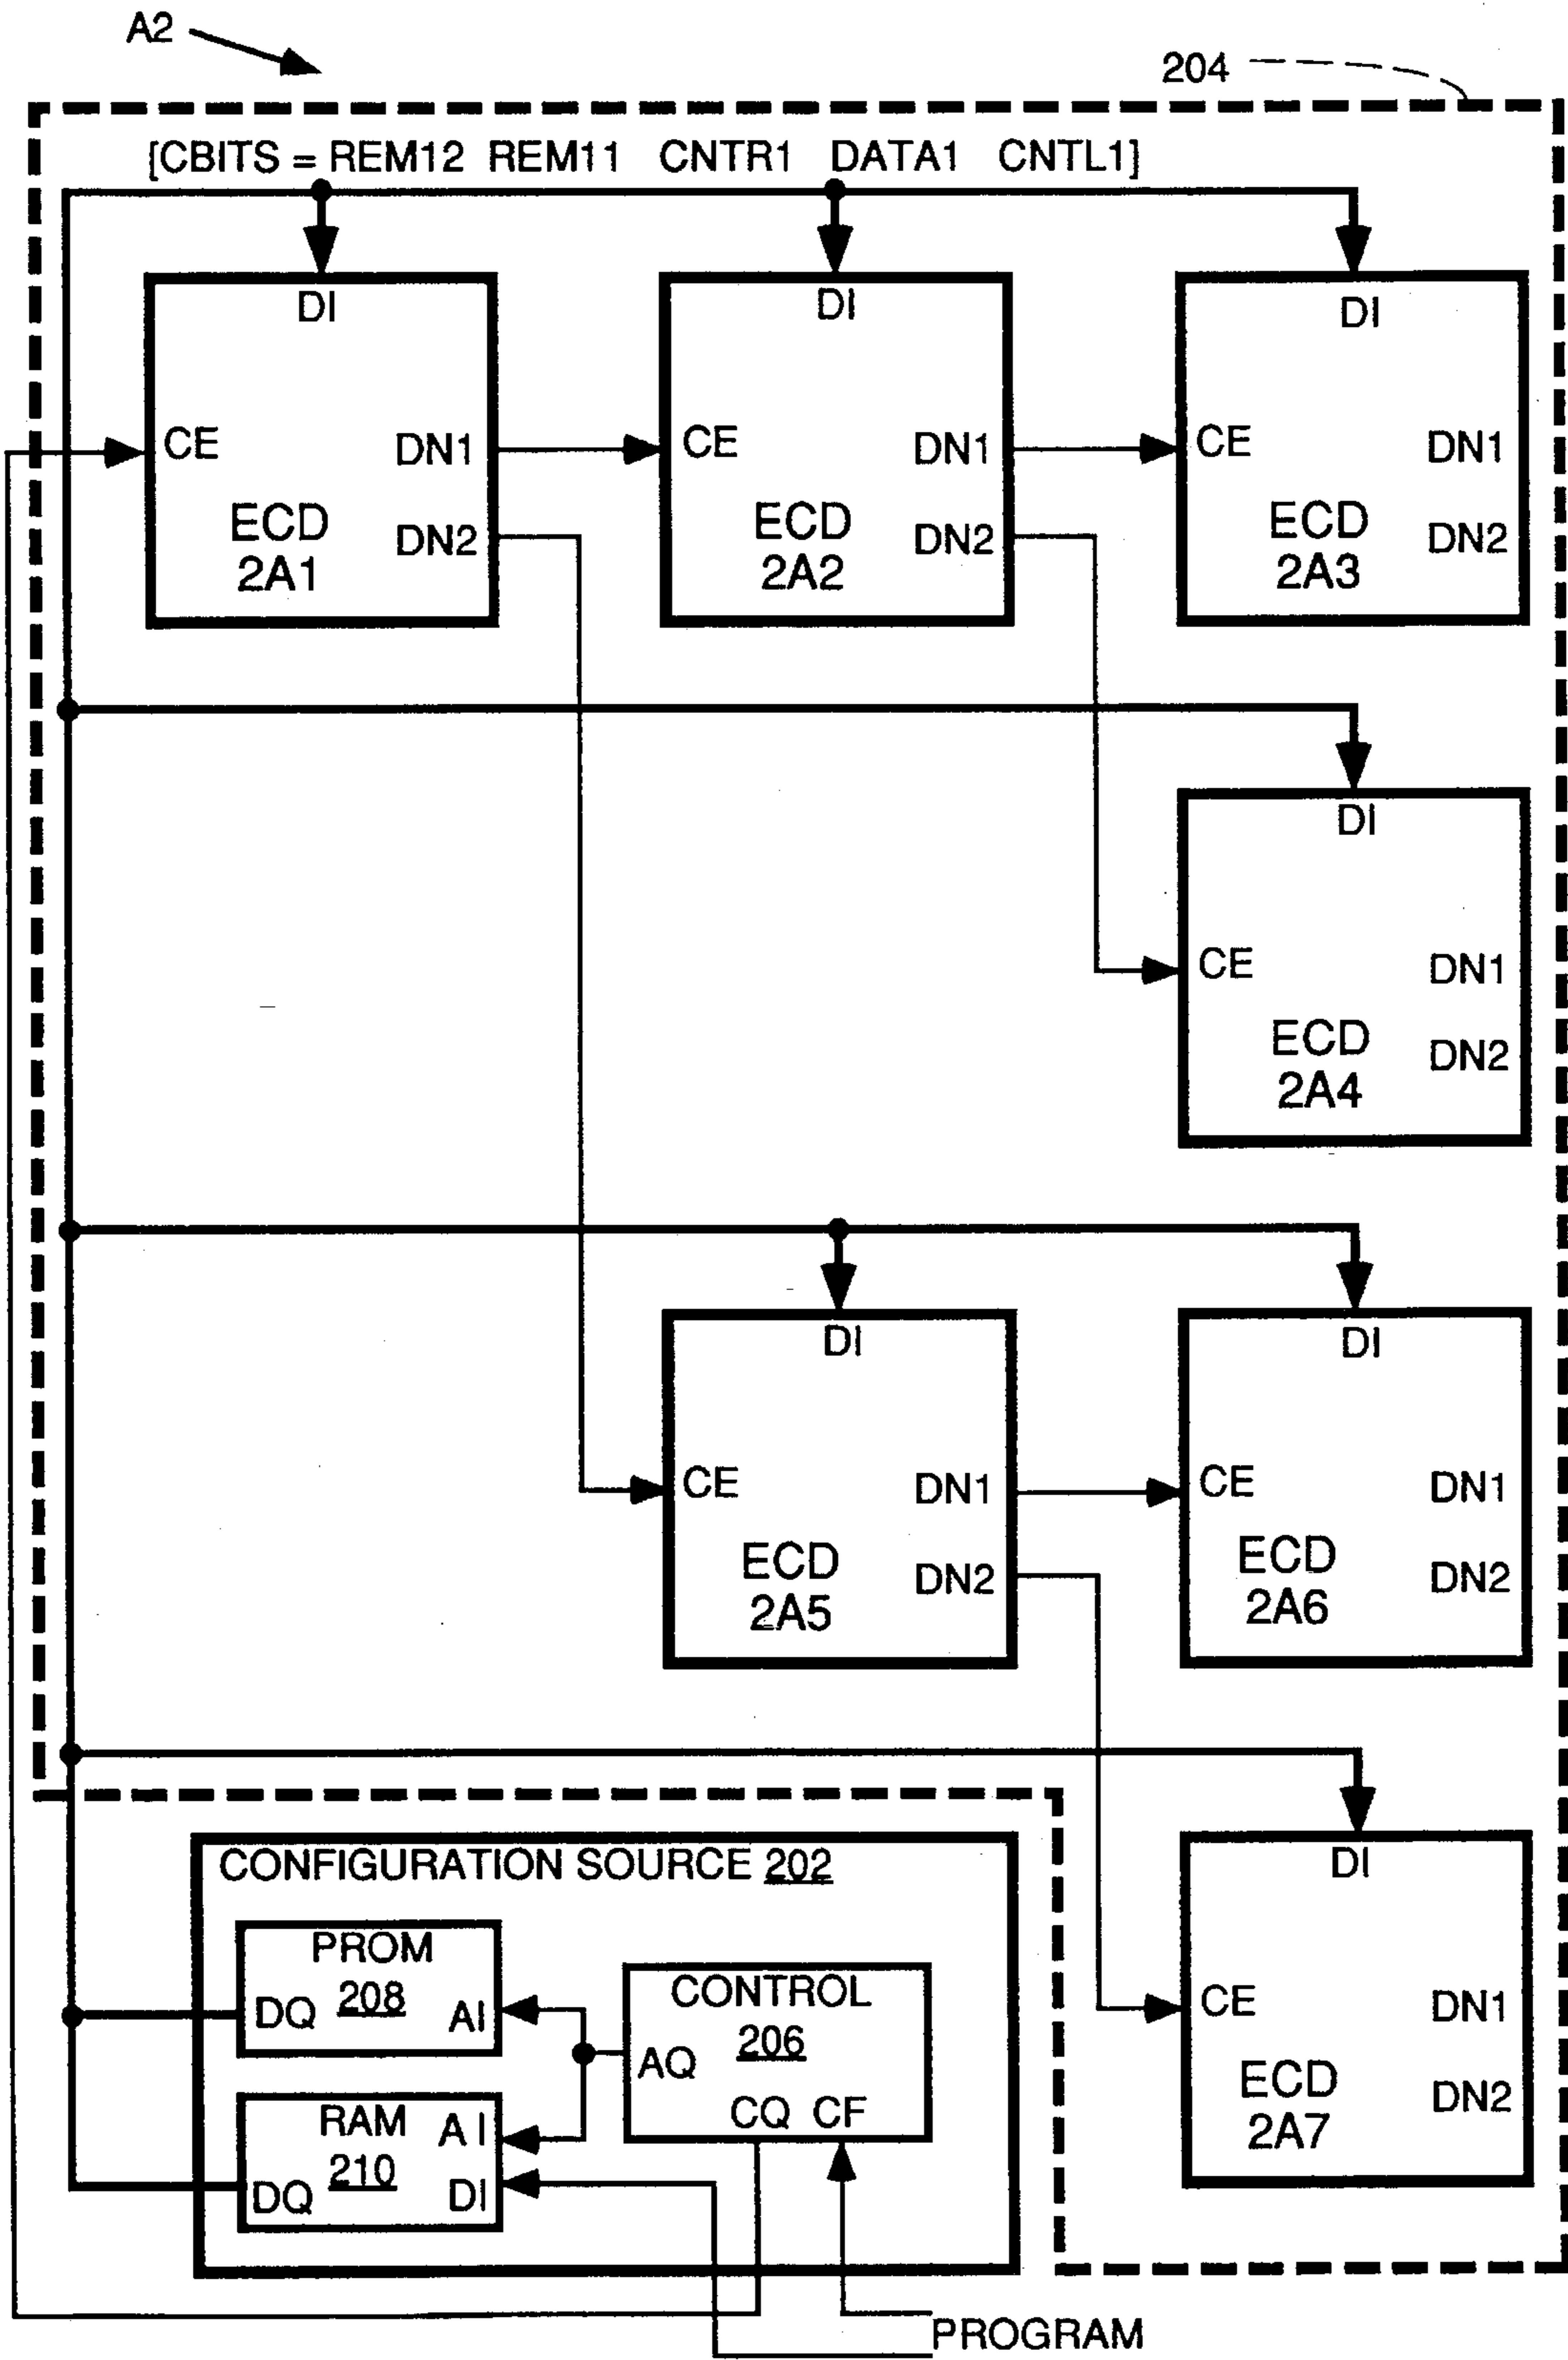 A2
204
[CBITS = REM12 REM11 CNTR1 DATA1 CNTL1]
DI
CE
DN1
DN2
ECD
2A1
DI
CE
DN1
DN2
ECD
2A2
DI
CE
DN1
DN2
ECD
2A3
DI
CE
DN1
DN2
ECD
2A4
DI
CE
DN1
DN2
ECD
2A5
DI
CE
DN1
DN2
ECD
2A6
DI
CE
DN1
DN2
ECD
2A7
CONFIGURATION SOURCE 202
PROM
208
DQ
AI
CONTROL
206
AQ
CQ CF
RAM
210
AI
DI
DQ
PROGRAM